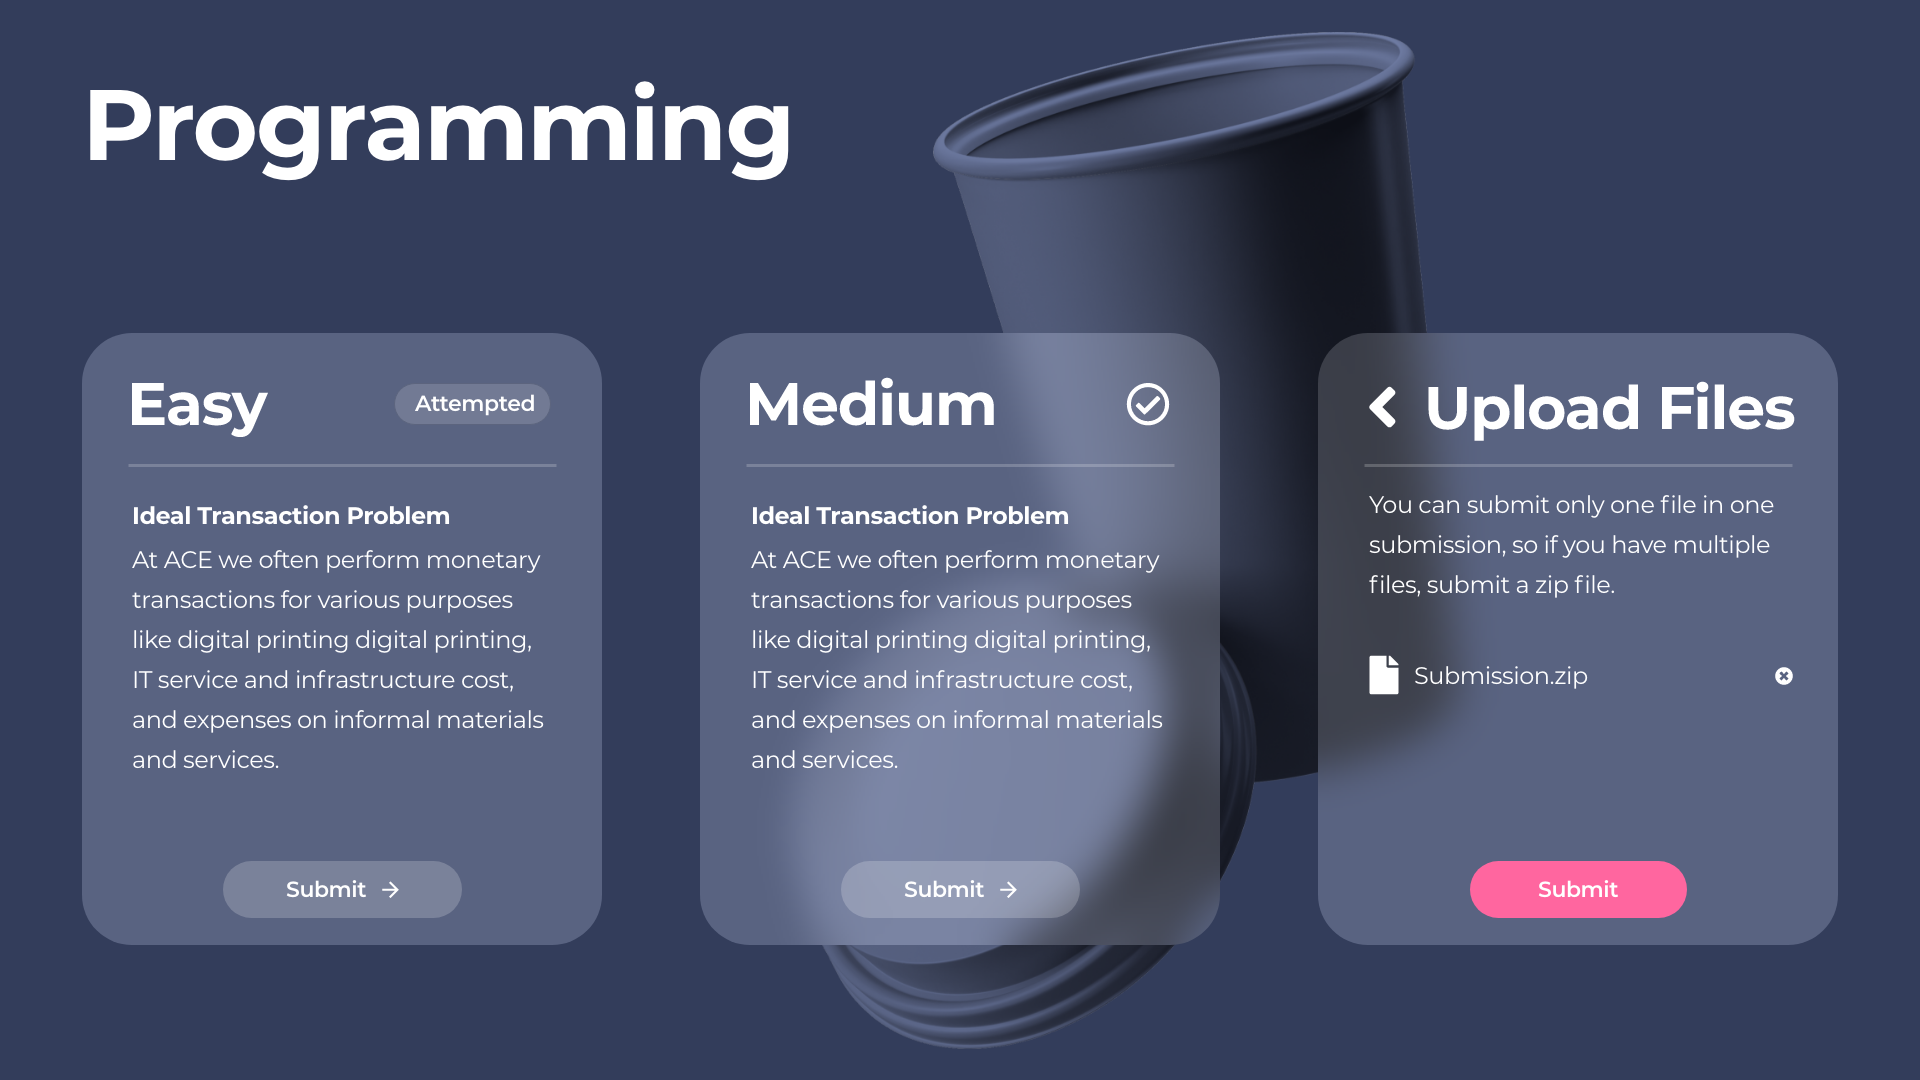 Programming
Easy
Attempted
Ideal Transaction Problem
At ACE we often perform monetary
transactions for various purposes
like digital printing digital printing,
IT service and infrastructure cost,
and expenses on informal materials
and services.
Submit
Medium
Ideal Transaction Problem
At ACE we often perform monetary
transactions for various purposes
like digital printing digital printing,
IT service and infrastructure cost,
and expenses on informal materials
and services.
Submit
Upload Files
You can submit only one file in one
submission, so if you have multiple
files, submit a zip file.
Submission.zip
Submit